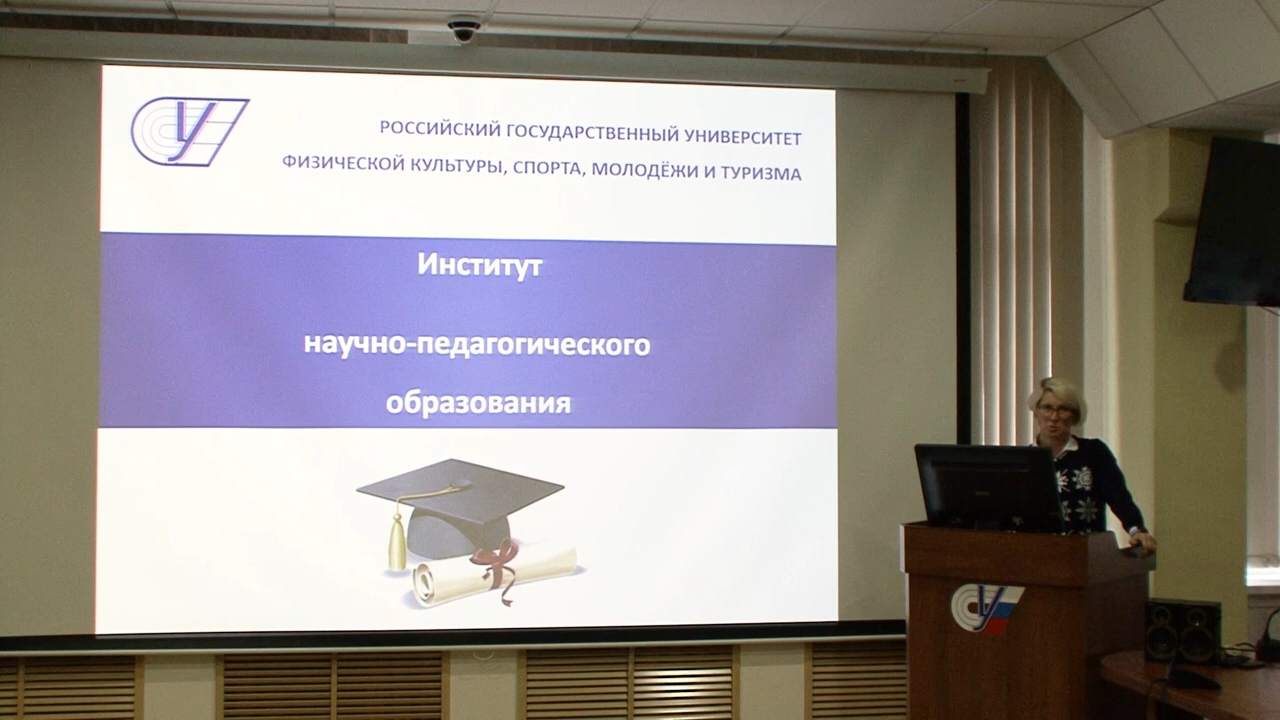 РОССИЙСКИЙ ГОСУДАРСТВЕННЫЙ УНИВЕРСИТЕТ
ФИЗИЧЕСКОЙ КУЛЬТУРЫ, СПОРТА, МОЛОДЁЖИ И ТУРИЗМА
Институт
научно-педагогического
образования